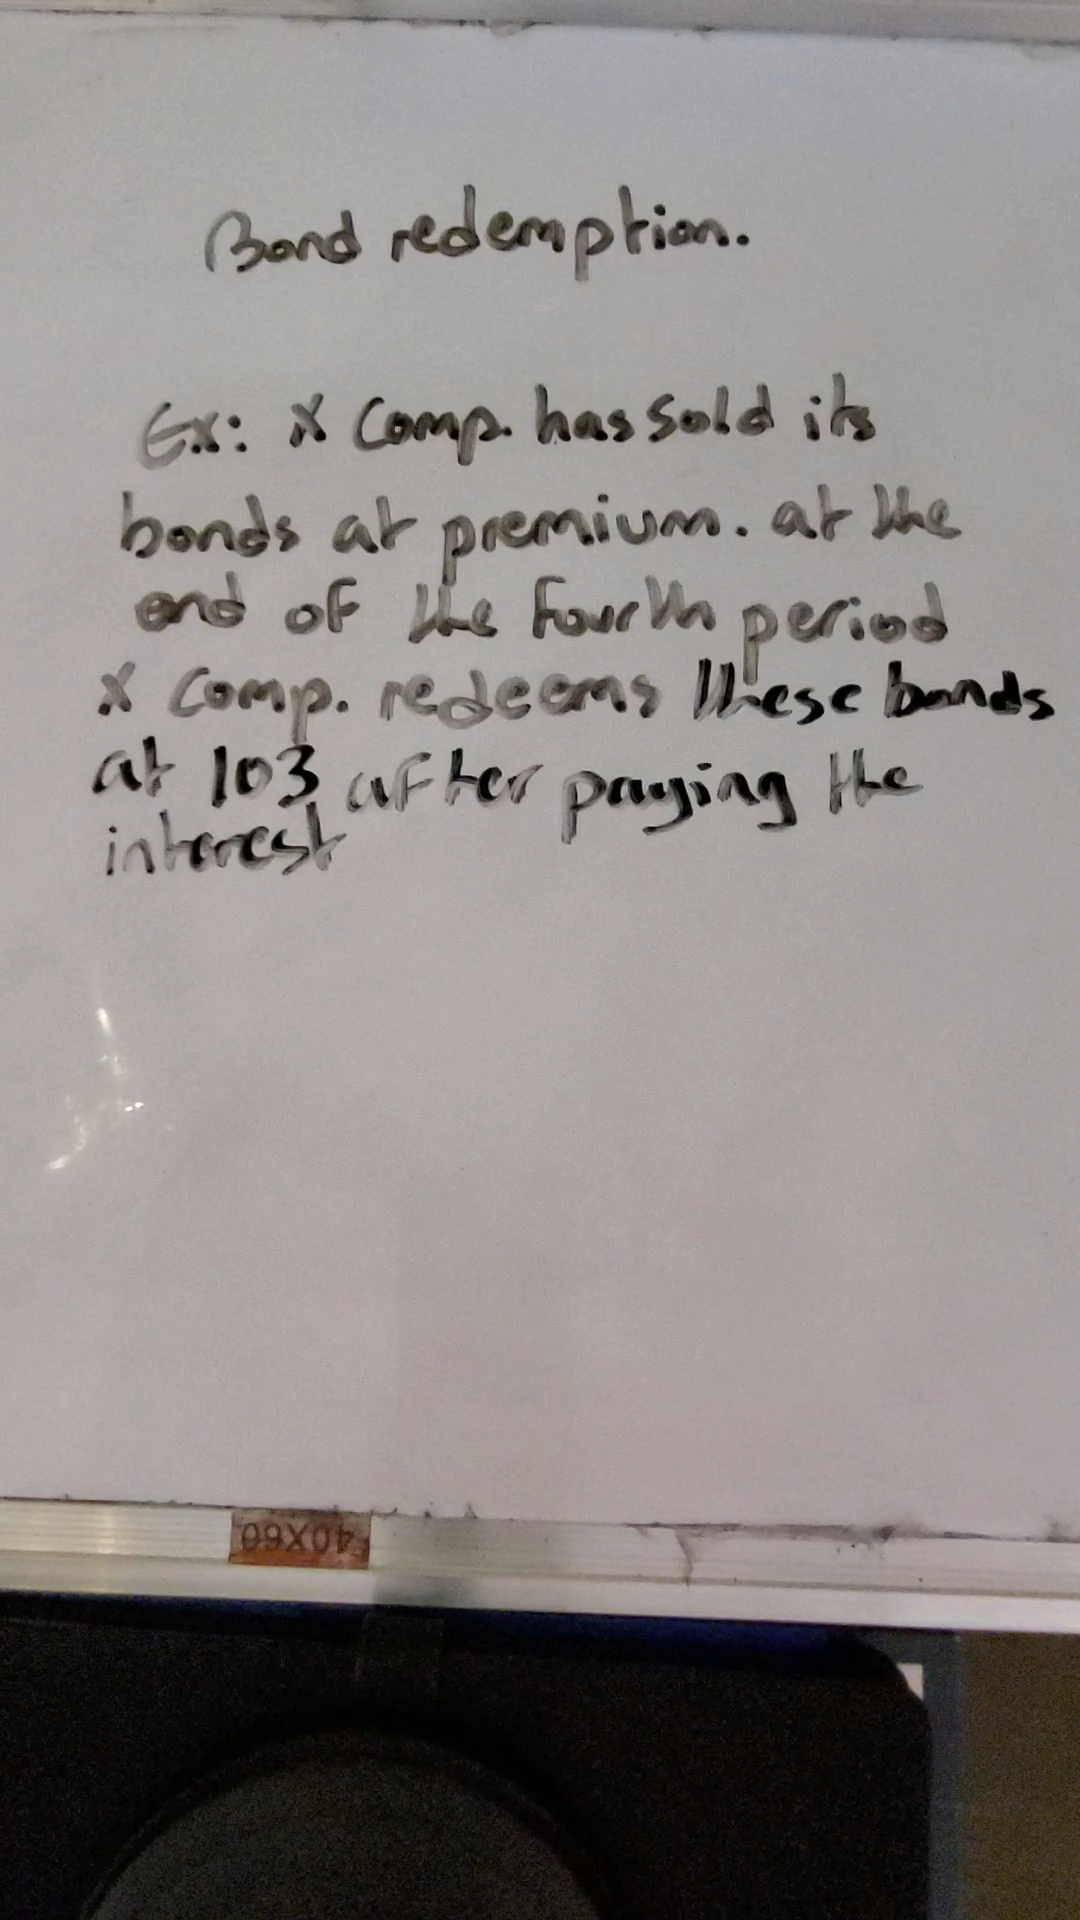 Bond redemption.
Ex: X Comp. has sold its
bonds at premium. at the
end of the fourth period
X Comp. redeems these bonds
at 103 after paying the
interest
40X60